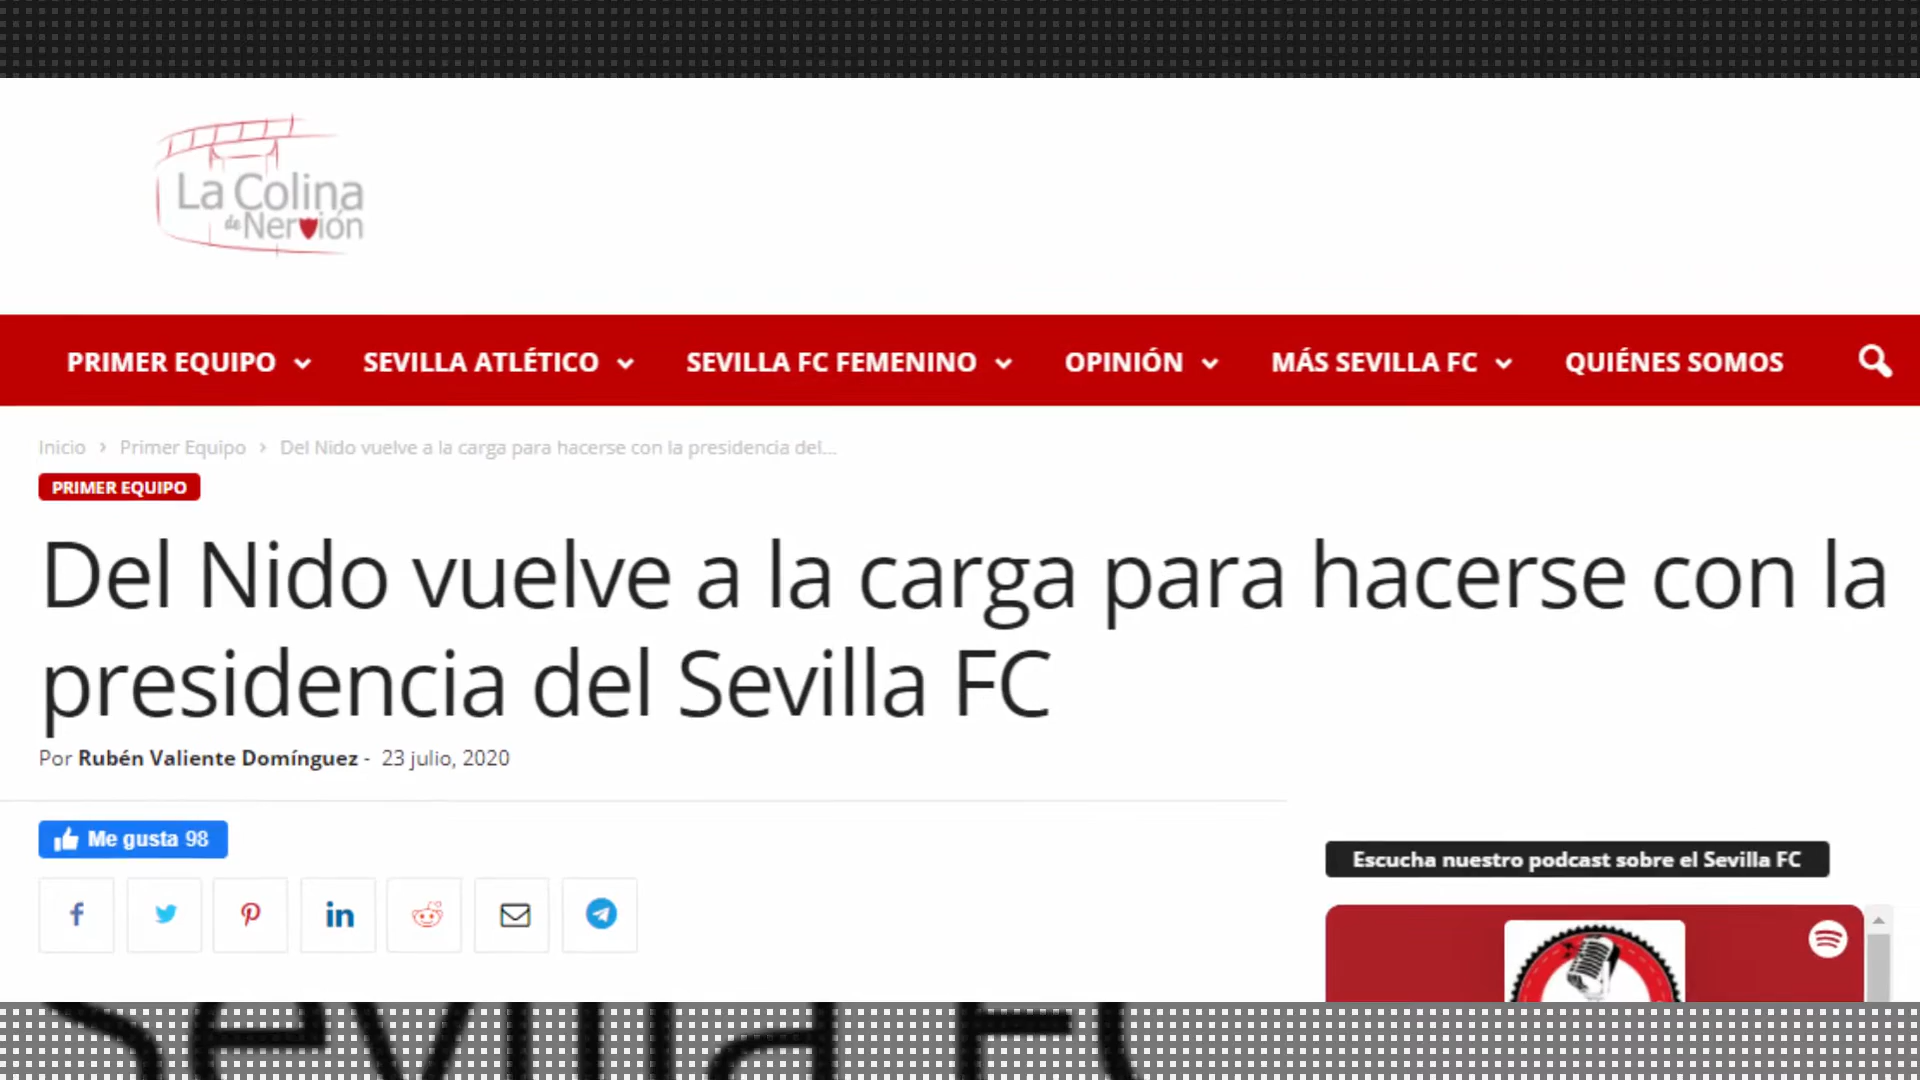 La Colina
de Nervión
PRIMER EQUIPO
SEVILLA ATLÉTICO
SEVILLA FC FEMENINO
OPINIÓN
MÁS SEVILLA FC
QUIÉNES SOMOS
Inicio › Primer Equipo › Del Nido vuelve a la carga para hacerse con la presidencia del...
PRIMER EQUIPO
Del Nido vuelve a la carga para hacerse con la
presidencia del Sevilla FC
Por Rubén Valiente Domínguez - 23 julio, 2020
Me gusta 98
Escucha nuestro podcast sobre el Sevilla FC
Sevilla FC